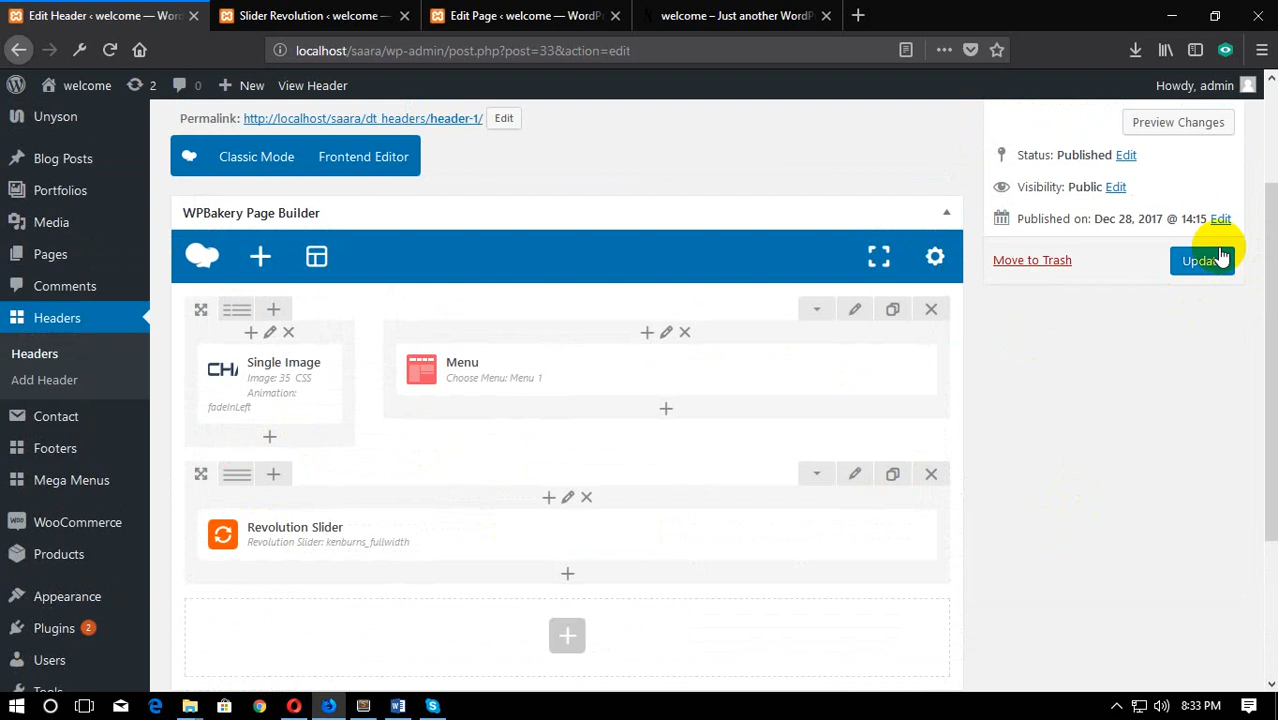 Edit Header ‹ welcome — Word
Slider Revolution ‹ welcome —
Edit Page ‹ welcome — WordPr
welcome – Just another WordP
localhost/saara/wp-admin/post.php?post=33&action=edit
welcome
2
0
New
View Header
Howdy, admin
Unyson
Blog Posts
Portfolios
Media
Pages
Comments
Headers
Headers
Add Header
Contact
Footers
Mega Menus
WooCommerce
Products
Appearance
Plugins 2
Users
Tools
Permalink: http://localhost/saara/dt_headers/header-1/
Edit
Classic Mode
Frontend Editor
WPBakery Page Builder
CHA
Single Image
Image: 35 CSS
Animation:
fadeInLeft
Menu
Choose Menu: Menu 1
Revolution Slider
Revolution Slider: kenburns_fullwidth
Preview Changes
Status: Published Edit
Visibility: Public Edit
Published on: Dec 28, 2017 @ 14:15 Edit
Move to Trash
Update
8:33 PM